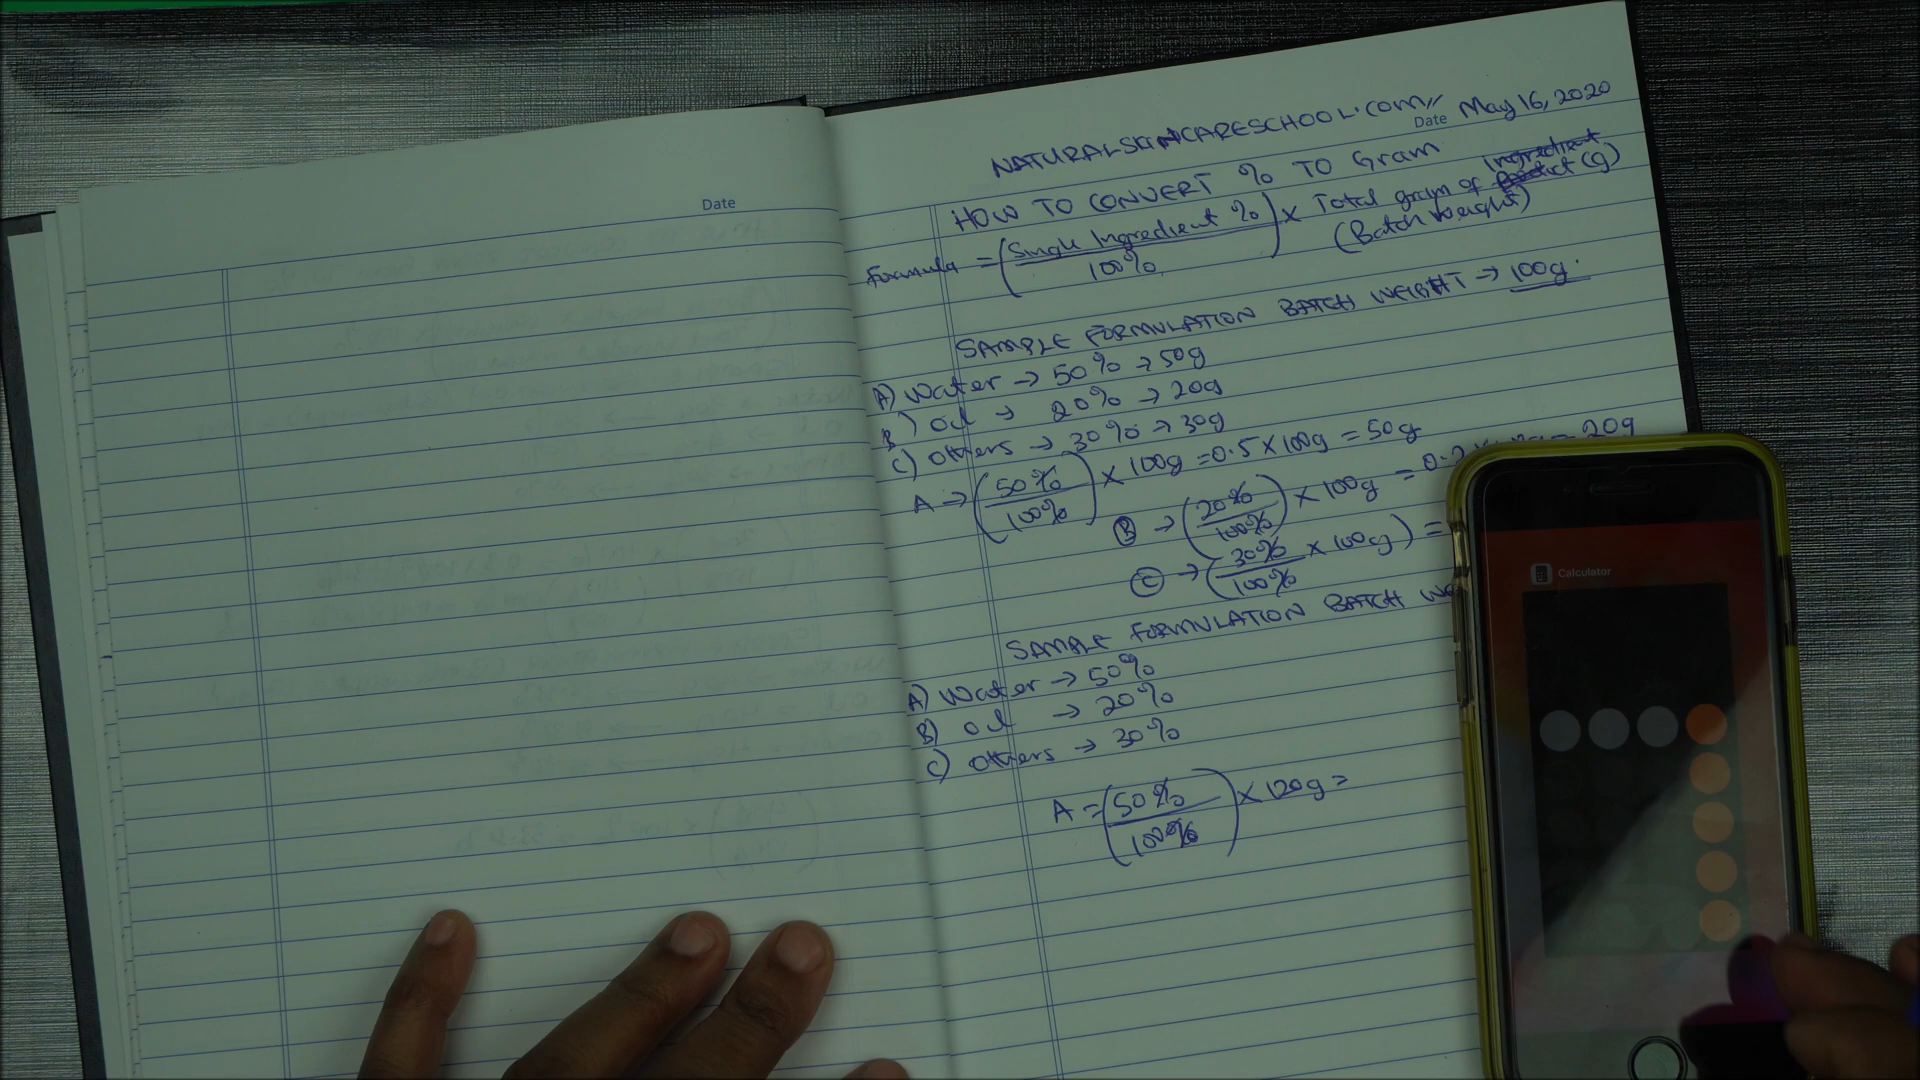 Date
NATURALSKINCARESCHOOL.COM//
Date May 16, 2020
HOW TO CONVERT % TO Gram
Formula = (Single Ingredient % / 100%) × Total gram of Ingredient (g)
(Batch weight)
SAMPLE FORMULATION BATCH WEIGHT → 100g.
A) Water → 50% → 50g
B) Oil → 20% → 20g
C) Others → 30% → 30g
A → (50% / 100%) × 100g = 0.5 × 100g = 50g
B → (20% / 100%) × 100g = 0.2 = 20g
C → (30% / 100% × 100g) =
SAMPLE FORMULATION BATCH WE
A) Water → 50%
B) Oil → 20%
C) Others → 30%
A = (50% / 100%) × 120g =
Calculator